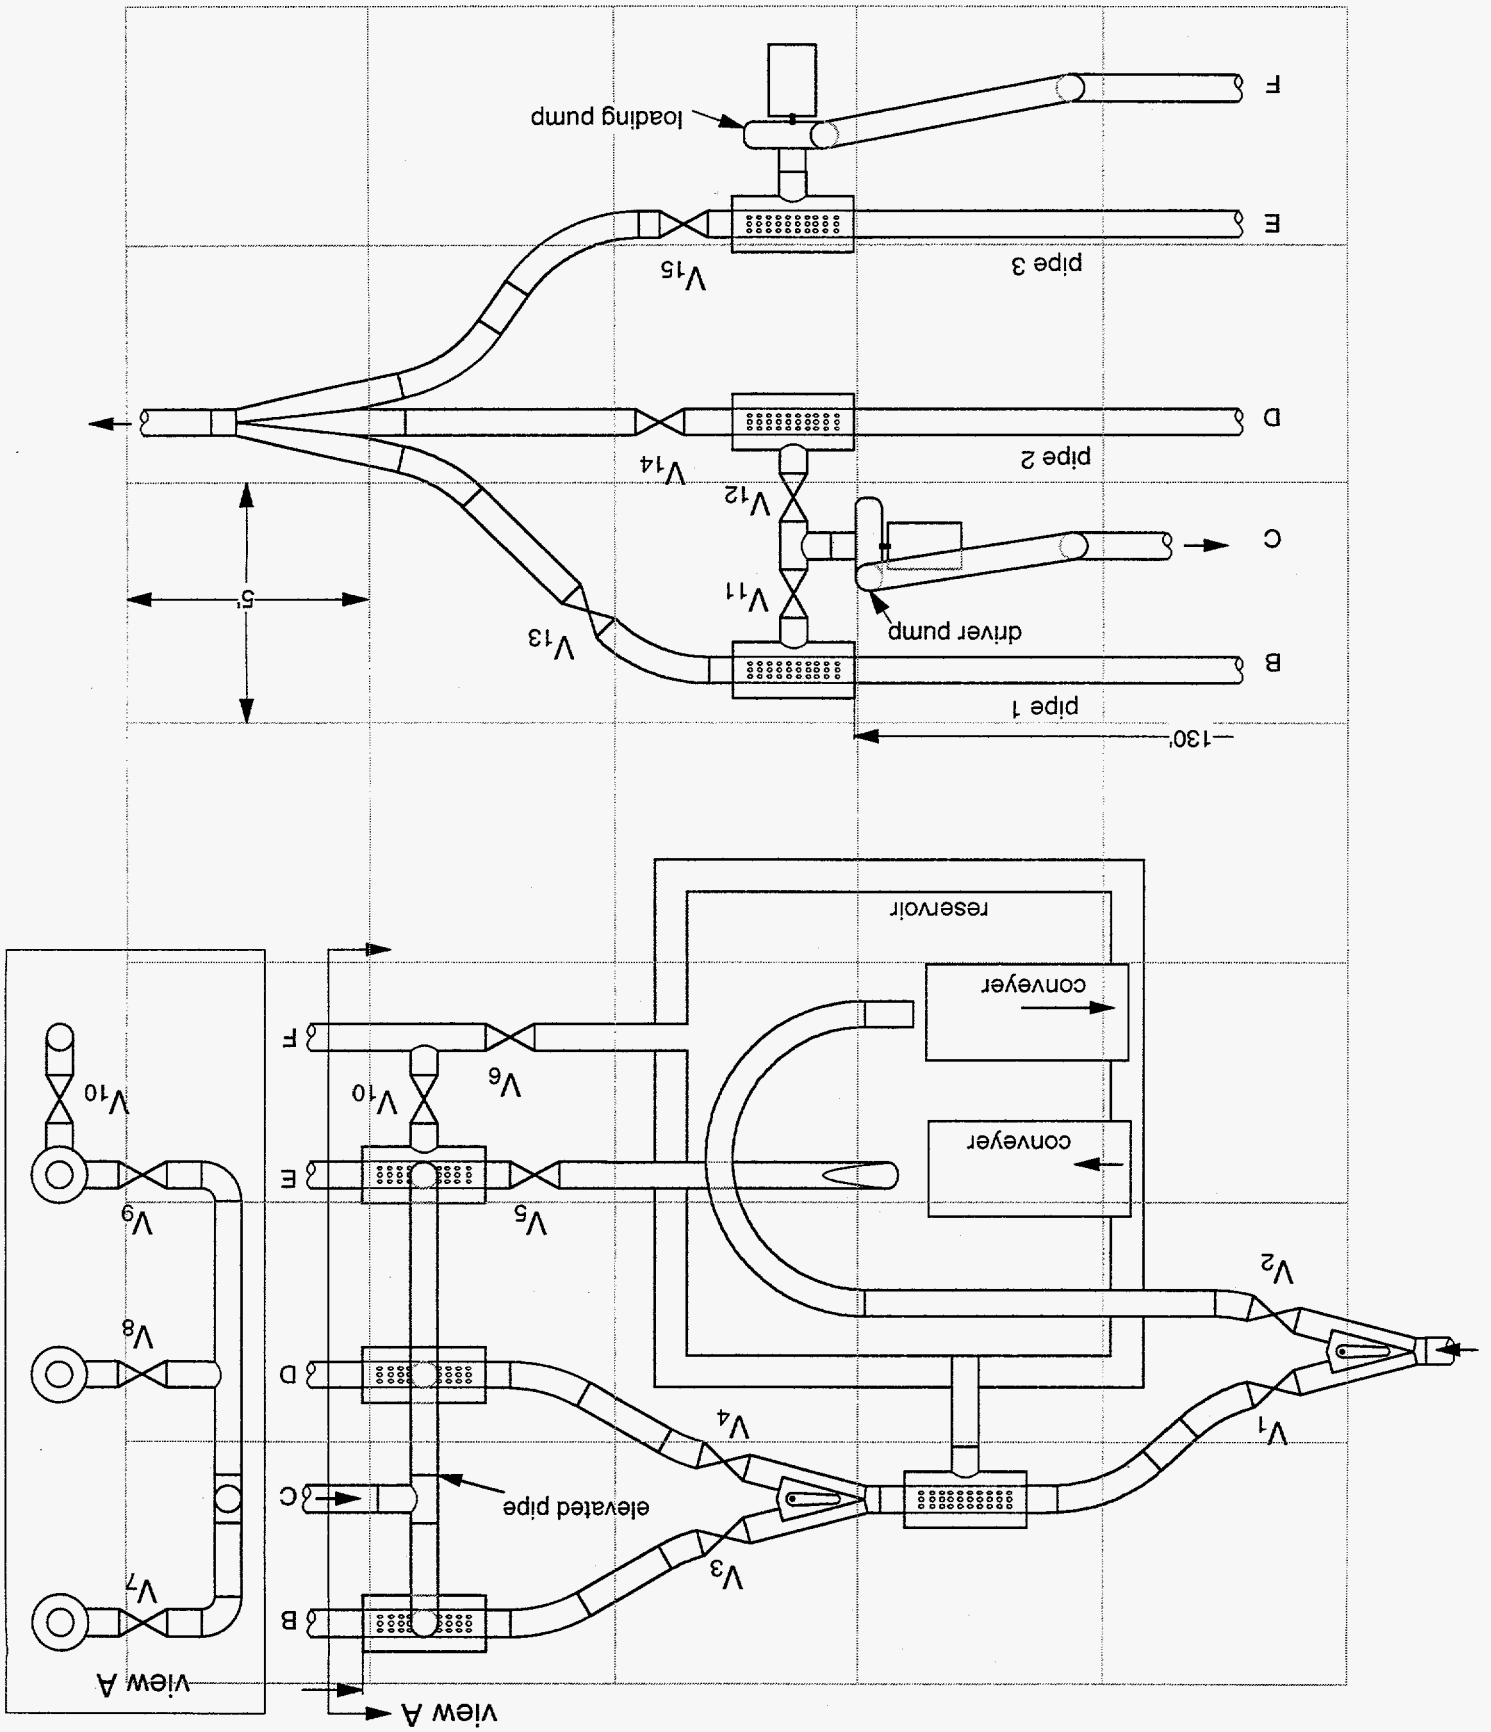 view A
view A
B
V7
V3
elevated pipe
C
V1
V4
D
V8
V2
V5
V9
E
conveyer
V10
V10
V6
F
conveyer
reservoir
130'
pipe 1
B
V13
driver pump
5'
V11
C
V12
pipe 2
V14
D
pipe 3
V15
E
loading pump
F